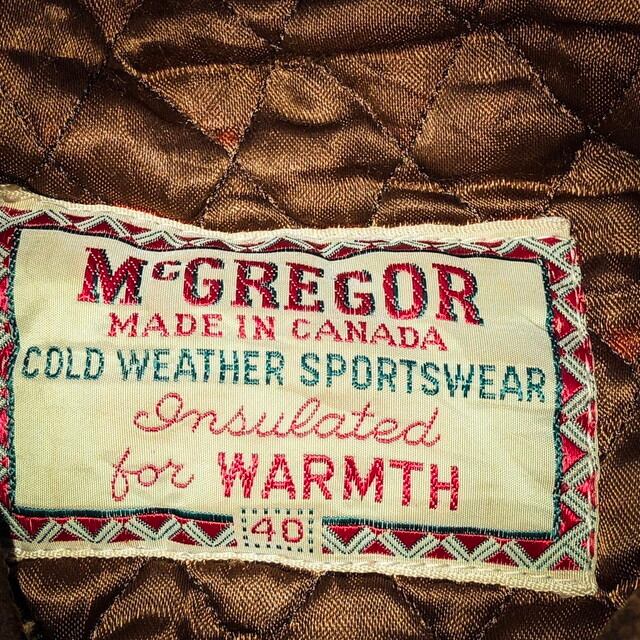 McGREGOR
MADE IN CANADA
COLD WEATHER SPORTSWEAR
Insulated
for WARMTH
40